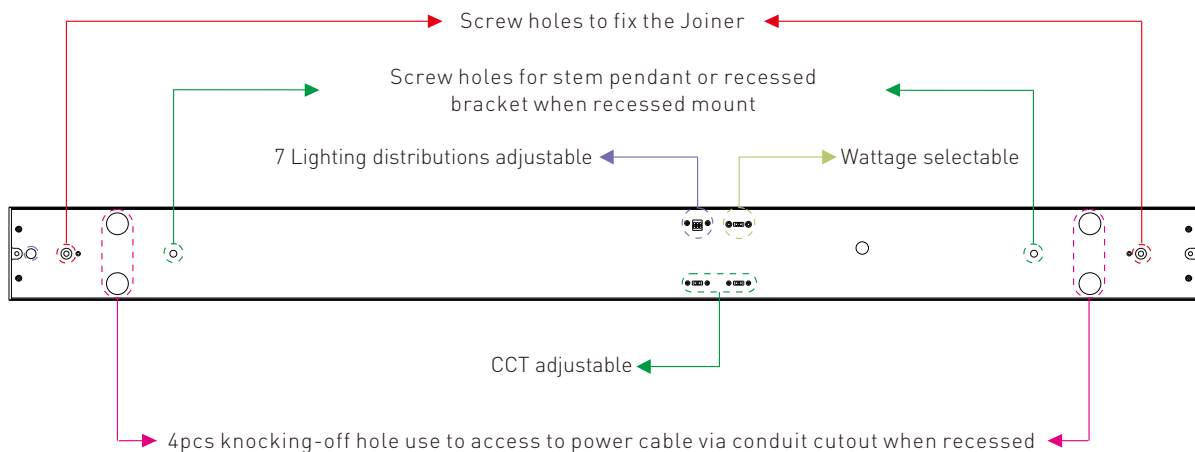 Screw holes to fix the Joiner
Screw holes for stem pendant or recessed
bracket when recessed mount
7 Lighting distributions adjustable
Wattage selectable
CCT adjustable
4pcs knocking-off hole use to access to power cable via conduit cutout when recessed